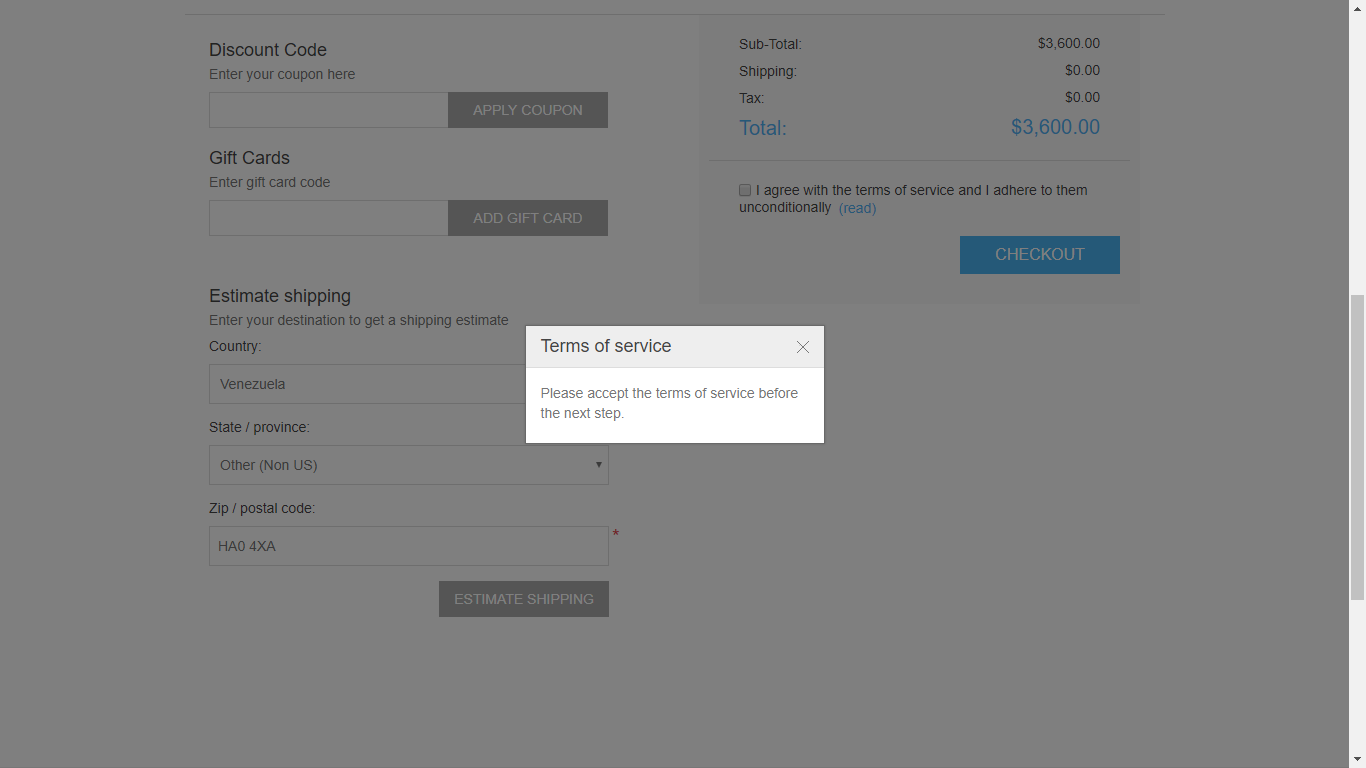 Discount Code
Enter your coupon here
APPLY COUPON
Gift Cards
Enter gift card code
ADD GIFT CARD
Sub-Total: $3,600.00
Shipping: $0.00
Tax: $0.00
Total: $3,600.00
I agree with the terms of service and I adhere to them
unconditionally (read)
CHECKOUT
Estimate shipping
Enter your destination to get a shipping estimate
Country:
Venezuela
State / province:
Other (Non US)
Zip / postal code:
HA0 4XA
*
ESTIMATE SHIPPING
Terms of service
Please accept the terms of service before
the next step.